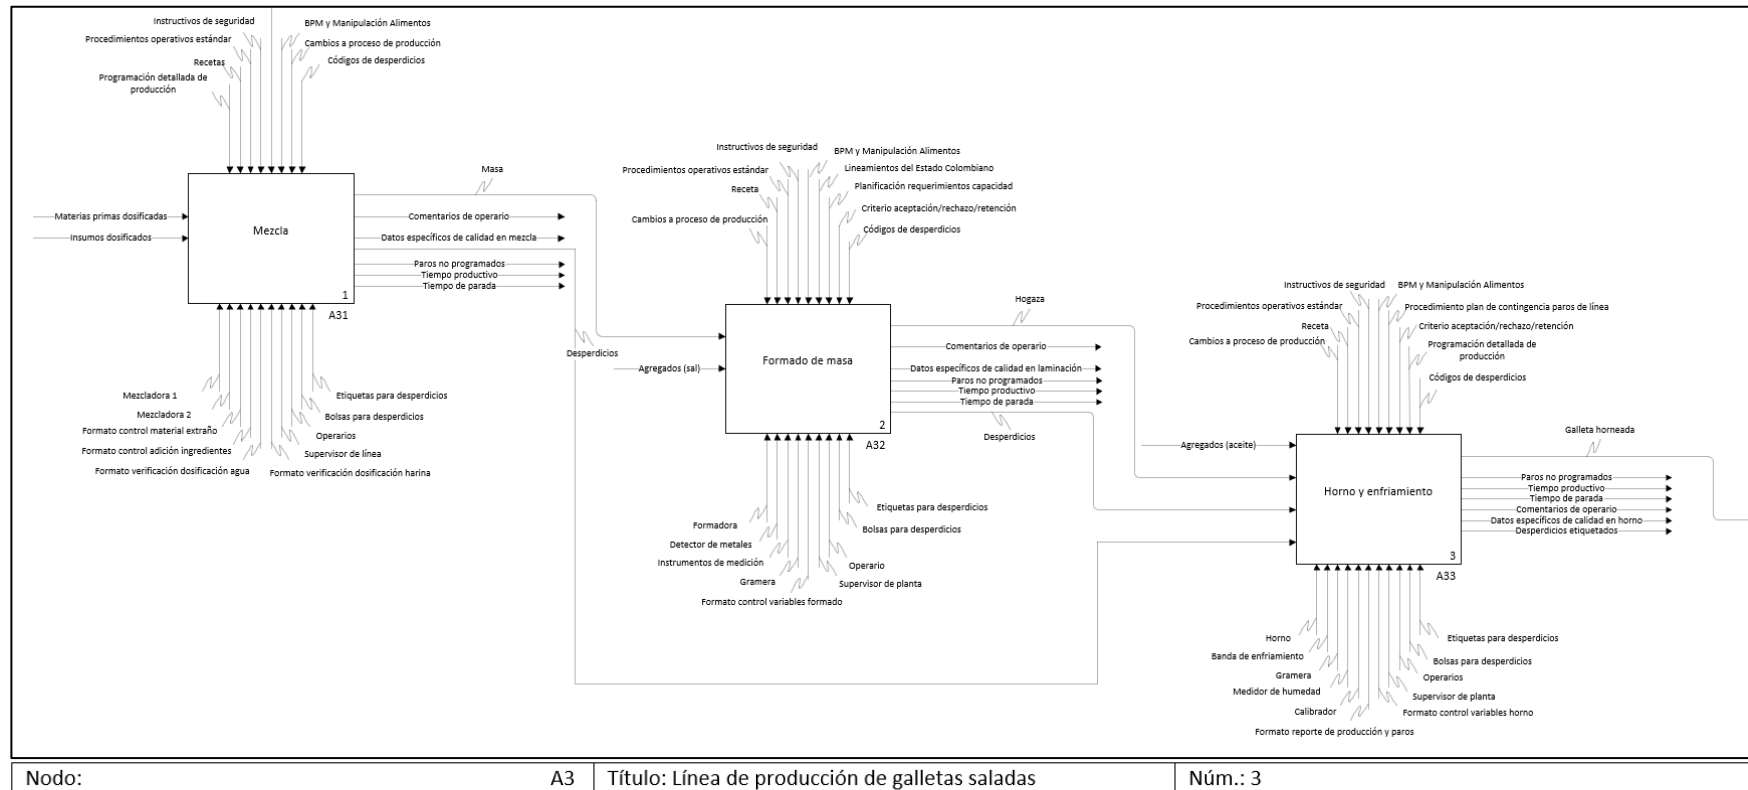 Instructivos de seguridad
BPM y Manipulación Alimentos
Procedimientos operativos estándar
Cambios a proceso de producción
Recetas
Códigos de desperdicios
Programación detallada de
producción
Materias primas dosificadas
Insumos dosificados
Mezcla
1
A31
Masa
Comentarios de operario
Datos específicos de calidad en mezcla
Paros no programados
Tiempo productivo
Tiempo de parada
Desperdicios
Mezcladora 1
Mezcladora 2
Formato control material extraño
Formato control adición ingredientes
Formato verificación dosificación agua
Etiquetas para desperdicios
Bolsas para desperdicios
Operarios
Supervisor de línea
Formato verificación dosificación harina
Instructivos de seguridad
BPM y Manipulación Alimentos
Procedimientos operativos estándar
Lineamientos del Estado Colombiano
Receta
Planificación requerimientos capacidad
Cambios a proceso de producción
Criterio aceptación/rechazo/retención
Códigos de desperdicios
Agregados (sal)
Formado de masa
2
A32
Hogaza
Comentarios de operario
Datos específicos de calidad en laminación
Paros no programados
Tiempo productivo
Tiempo de parada
Desperdicios
Formadora
Detector de metales
Instrumentos de medición
Gramera
Formato control variables formado
Etiquetas para desperdicios
Bolsas para desperdicios
Operario
Supervisor de planta
Instructivos de seguridad
BPM y Manipulación Alimentos
Procedimientos operativos estándar
Procedimiento plan de contingencia paros de línea
Receta
Criterio aceptación/rechazo/retención
Cambios a proceso de producción
Programación detallada de
producción
Códigos de desperdicios
Agregados (aceite)
Horno y enfriamiento
3
A33
Galleta horneada
Paros no programados
Tiempo productivo
Tiempo de parada
Comentarios de operario
Datos específicos de calidad en horno
Desperdicios etiquetados
Horno
Banda de enfriamiento
Gramera
Medidor de humedad
Calibrador
Formato reporte de producción y paros
Etiquetas para desperdicios
Bolsas para desperdicios
Operarios
Supervisor de planta
Formato control variables horno
Nodo: A3
Título: Línea de producción de galletas saladas
Núm.: 3